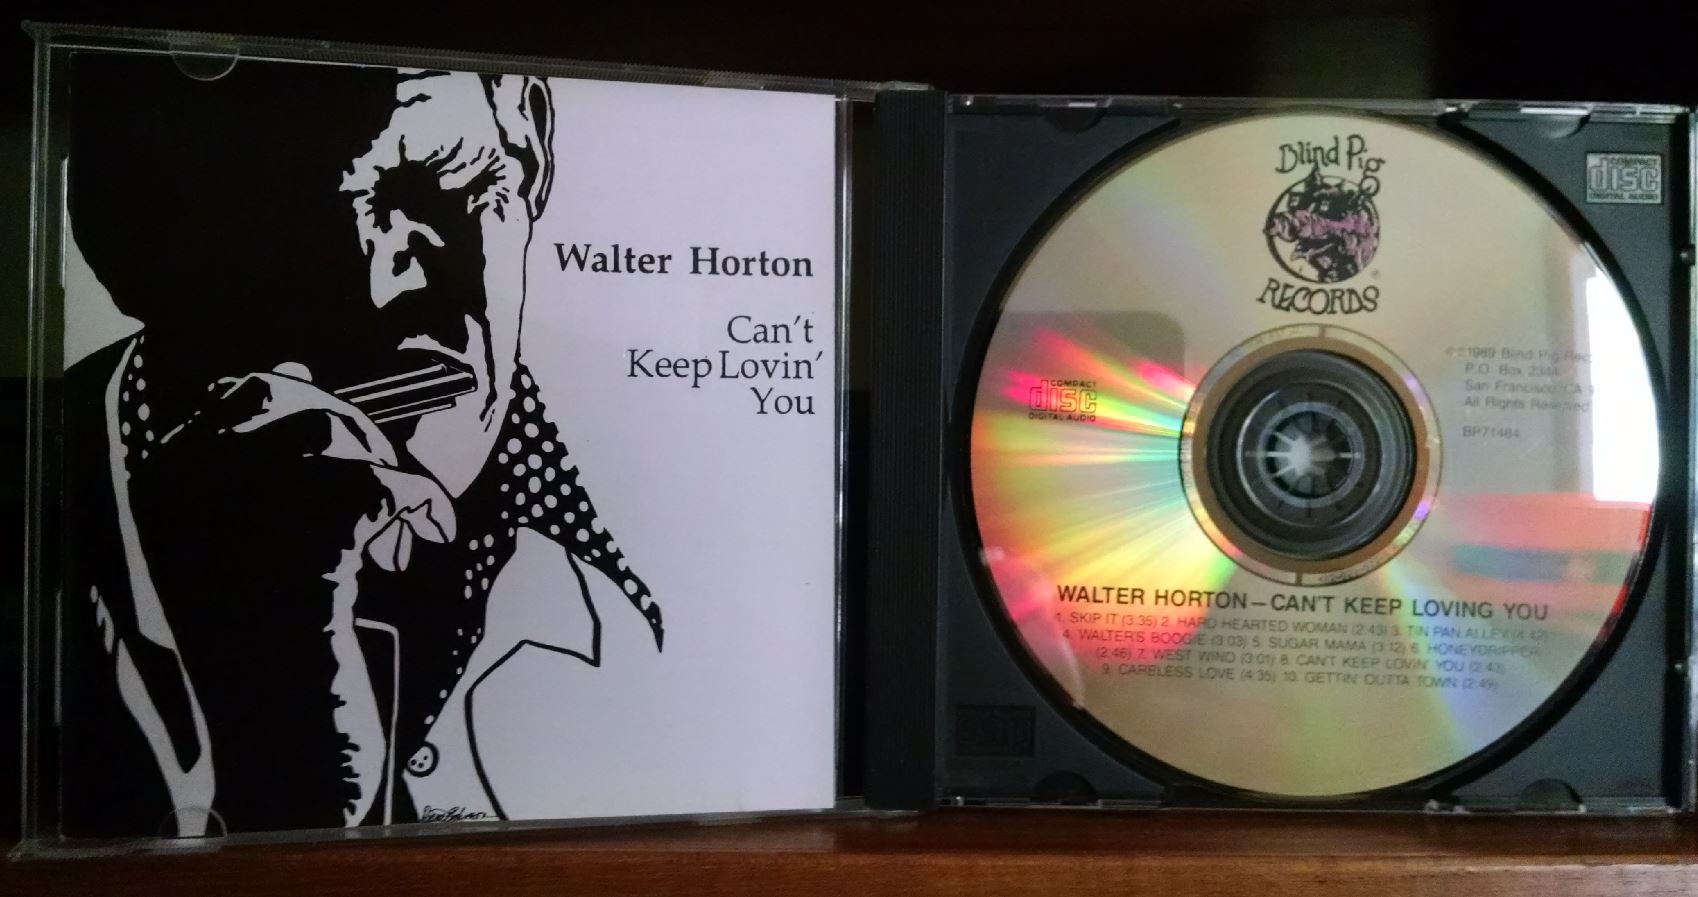 Walter Horton
Can't
Keep Lovin'
You
Blind Pig
RECORDS
COMPACT
disc
DIGITAL AUDIO
COMPACT
disc
DIGITAL AUDIO
1989 Blind Pig
P.O. Box 2344
San Francisco, CA 9
All Rights Reserved
BP71484
WALTER HORTON—CAN'T KEEP LOVING YOU
1. SKIP IT (3:35) 2. HARD HEARTED WOMAN (2:43) 3. TIN PAN ALLEY (4:42)
4. WALTER'S BOOGIE (3:03) 5. SUGAR MAMA (3:12) 6. HONEYDRIPPER
(2:46) 7. WEST WIND (3:01) 8. CAN'T KEEP LOVIN' YOU (2:43)
9. CARELESS LOVE (4:35) 10. GETTIN' OUTTA TOWN (2:49)